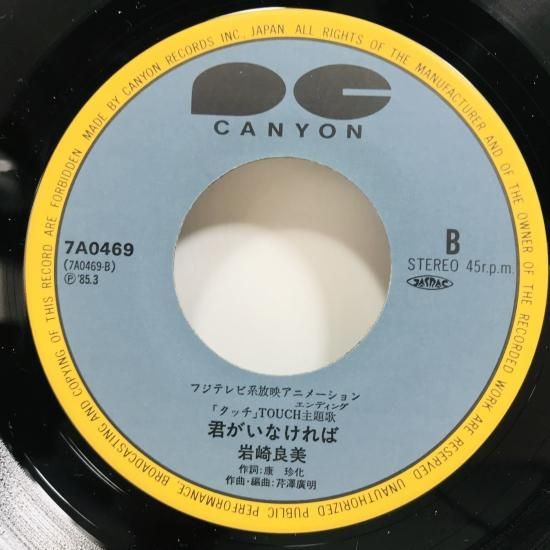 MADE BY CANYON RECORDS INC., JAPAN. ALL RIGHTS OF THE MANUFACTURER AND OF THE OWNER OF THE RECORDED WORK ARE RESERVED. UNAUTHORIZED PUBLIC PERFORMANCE, BROADCASTING AND COPYING OF THIS RECORD ARE FORBIDDEN
CANYON
7A0469
(7A0469-B)
Ⓟ'85.3
B
STEREO 45r.p.m.
JASRAC
フジテレビ系放映アニメーション
エンディング
「タッチ」TOUCH主題歌
君がいなければ
岩崎良美
作詞:康 珍化
作曲・編曲:芹澤廣明